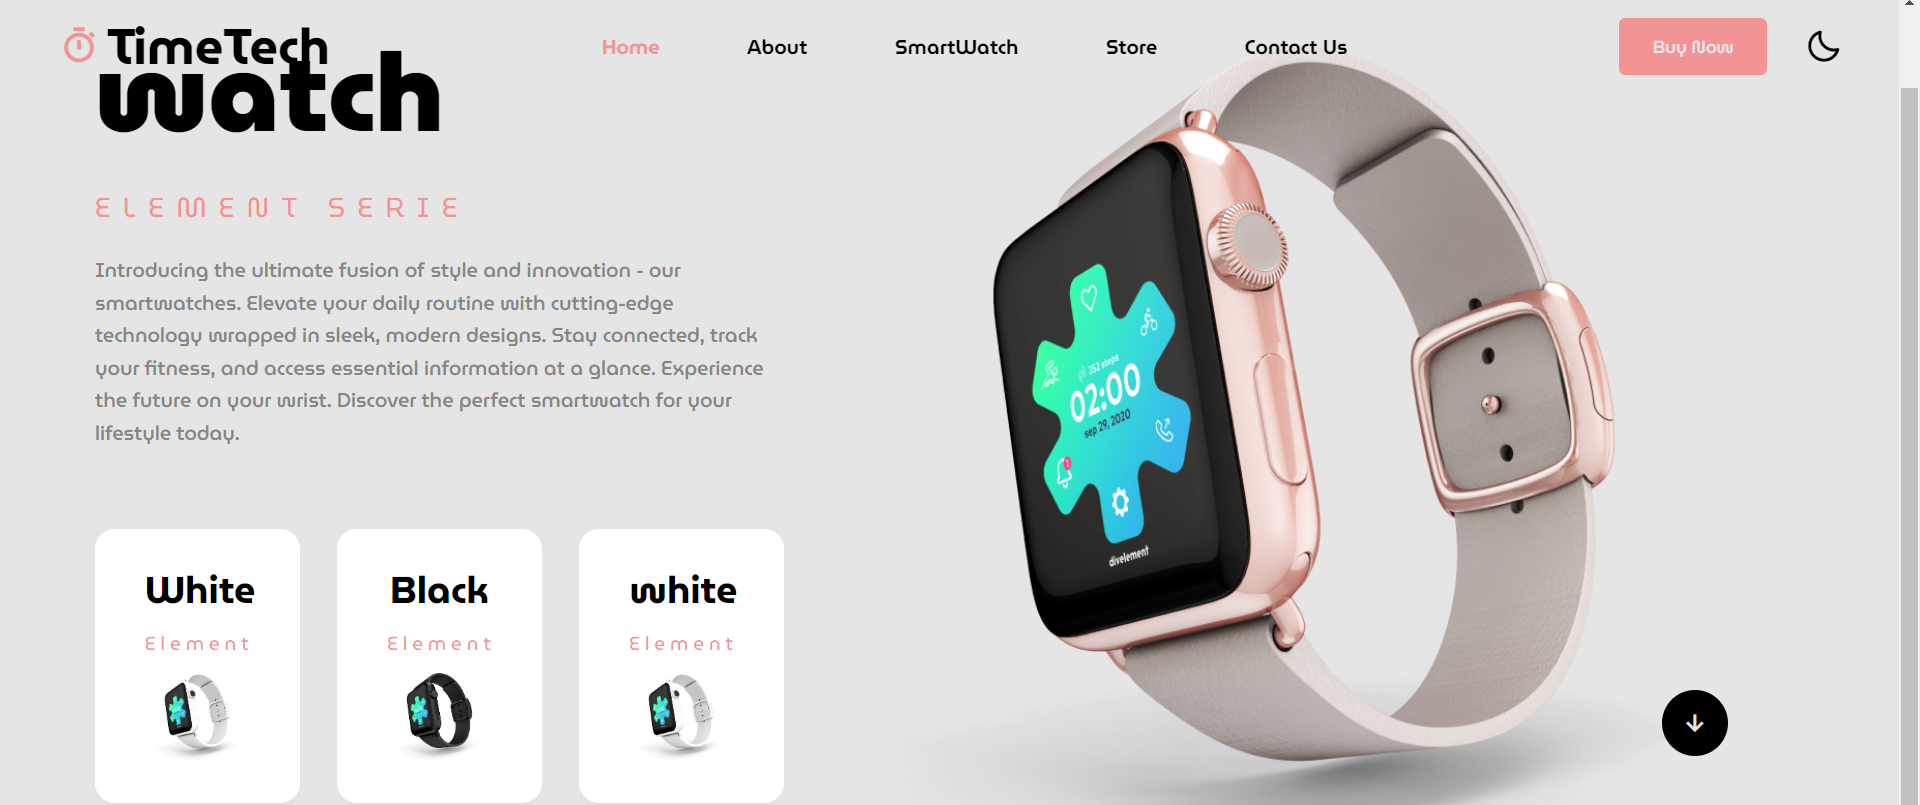 TimeTech
Home
About
SmartWatch
Store
Contact Us
Buy Now
watch
ELEMENT SERIE
Introducing the ultimate fusion of style and innovation - our
smartwatches. Elevate your daily routine with cutting-edge
technology wrapped in sleek, modern designs. Stay connected, track
your fitness, and access essential information at a glance. Experience
the future on your wrist. Discover the perfect smartwatch for your
lifestyle today.
White
Element
Black
Element
white
Element
252 steps
02:00
sep 29, 2020
1
divelement